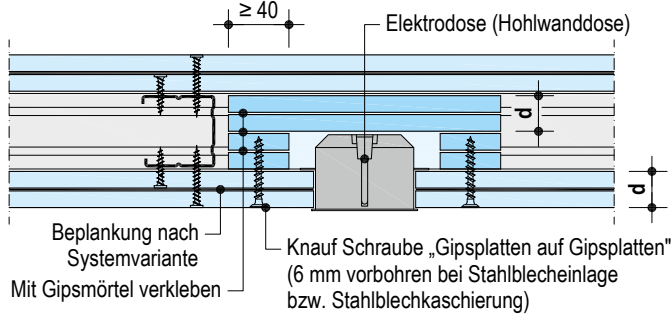 ≥ 40
Elektrodose (Hohlwanddose)
d
d
Beplankung nach
Systemvariante
Mit Gipsmörtel verkleben
Knauf Schraube „Gipsplatten auf Gipsplatten"
(6 mm vorbohren bei Stahlblecheinlage
bzw. Stahlblechkaschierung)